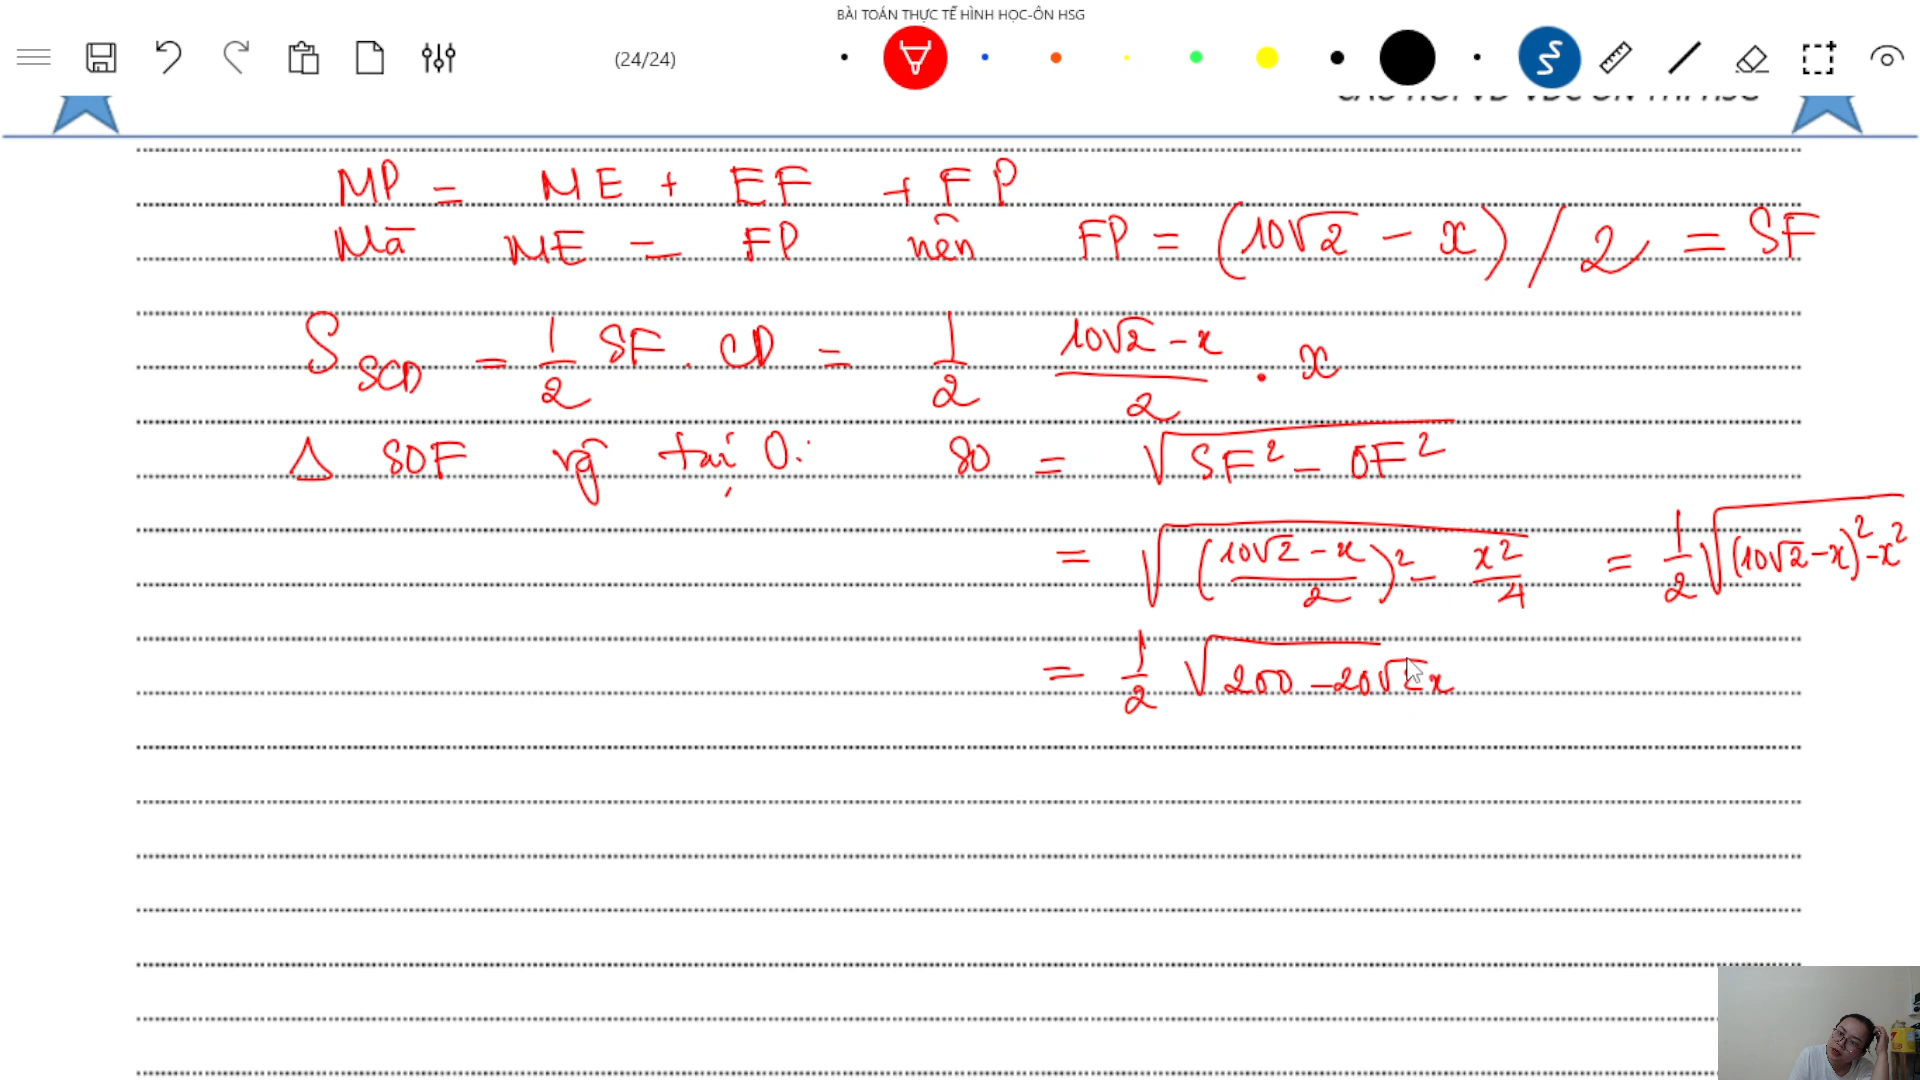 BÀI TOÁN THỰC TẾ HÌNH HỌC-ÔN HSG
(24/24)
MP = ME + EF + FP
Mà ME = FP nên FP = (10√2 - x) / 2 = SF
S_SCD = 1/2 SF . CD = 1/2 (10√2 - x)/2 . x
Δ SOF vg tại O: SO = √(SF² - OF²)
= √(((10√2 - x)/2)² - x²/4) = 1/2 √((10√2 - x)² - x²)
= 1/2 √(200 - 20√2x)